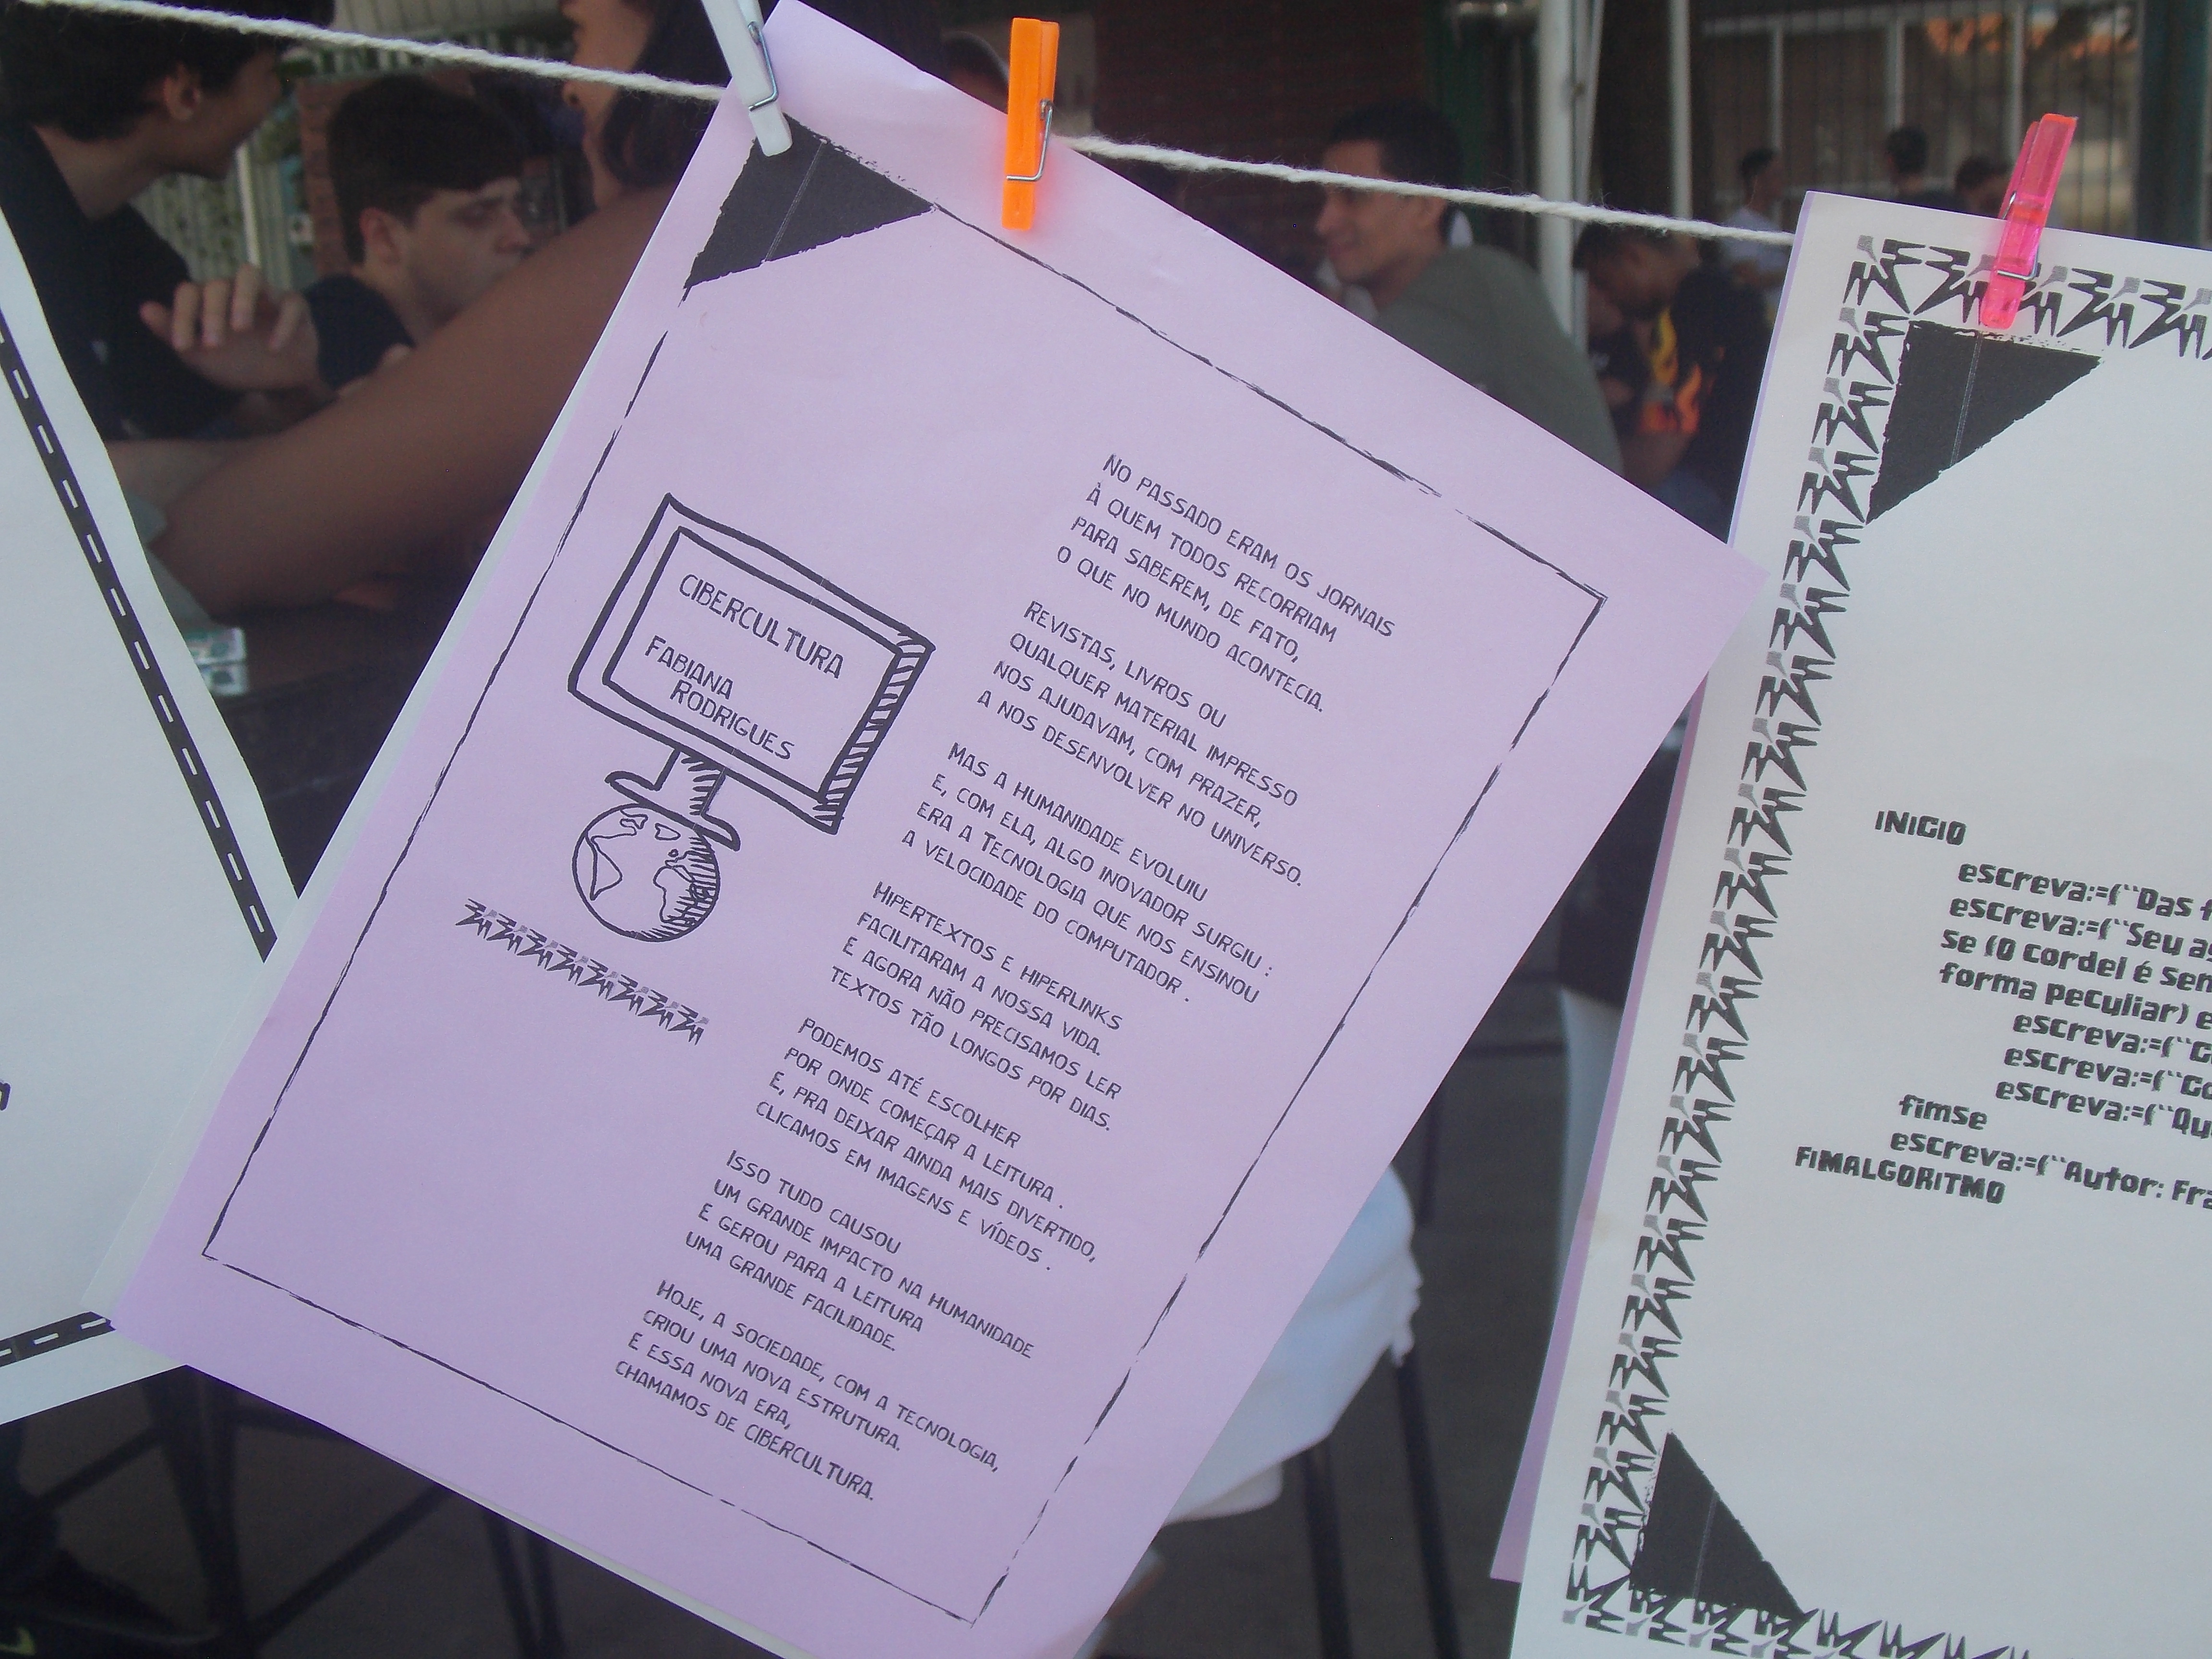 CIBERCULTURA
FABIANA
RODRIGUES
NO PASSADO ERAM OS JORNAIS
À QUEM TODOS RECORRIAM
PARA SABEREM, DE FATO,
O QUE NO MUNDO ACONTECIA.
REVISTAS, LIVROS OU
QUALQUER MATERIAL IMPRESSO
NOS AJUDAVAM, COM PRAZER,
A NOS DESENVOLVER NO UNIVERSO.
MAS A HUMANIDADE EVOLUIU
E, COM ELA, ALGO INOVADOR SURGIU :
ERA A TECNOLOGIA QUE NOS ENSINOU
A VELOCIDADE DO COMPUTADOR .
HIPERTEXTOS E HIPERLINKS
FACILITARAM A NOSSA VIDA.
E AGORA NÃO PRECISAMOS LER
TEXTOS TÃO LONGOS POR DIAS.
PODEMOS ATÉ ESCOLHER
POR ONDE COMEÇAR A LEITURA .
E, PRA DEIXAR AINDA MAIS DIVERTIDO,
CLICAMOS EM IMAGENS E VÍDEOS .
ISSO TUDO CAUSOU
UM GRANDE IMPACTO NA HUMANIDADE
E GEROU PARA A LEITURA
UMA GRANDE FACILIDADE.
HOJE, A SOCIEDADE, COM A TECNOLOGIA,
CRIOU UMA NOVA ESTRUTURA.
E ESSA NOVA ERA,
CHAMAMOS DE CIBERCULTURA.
INICIO
escreva:=(``Das
escreva:=(``Seu
se (O cordel é
forma peculiar) e
escreva:=(``
escreva:=(``
escreva:=(``
fimse
escreva:=(``Autor:
FIMALGORITMO